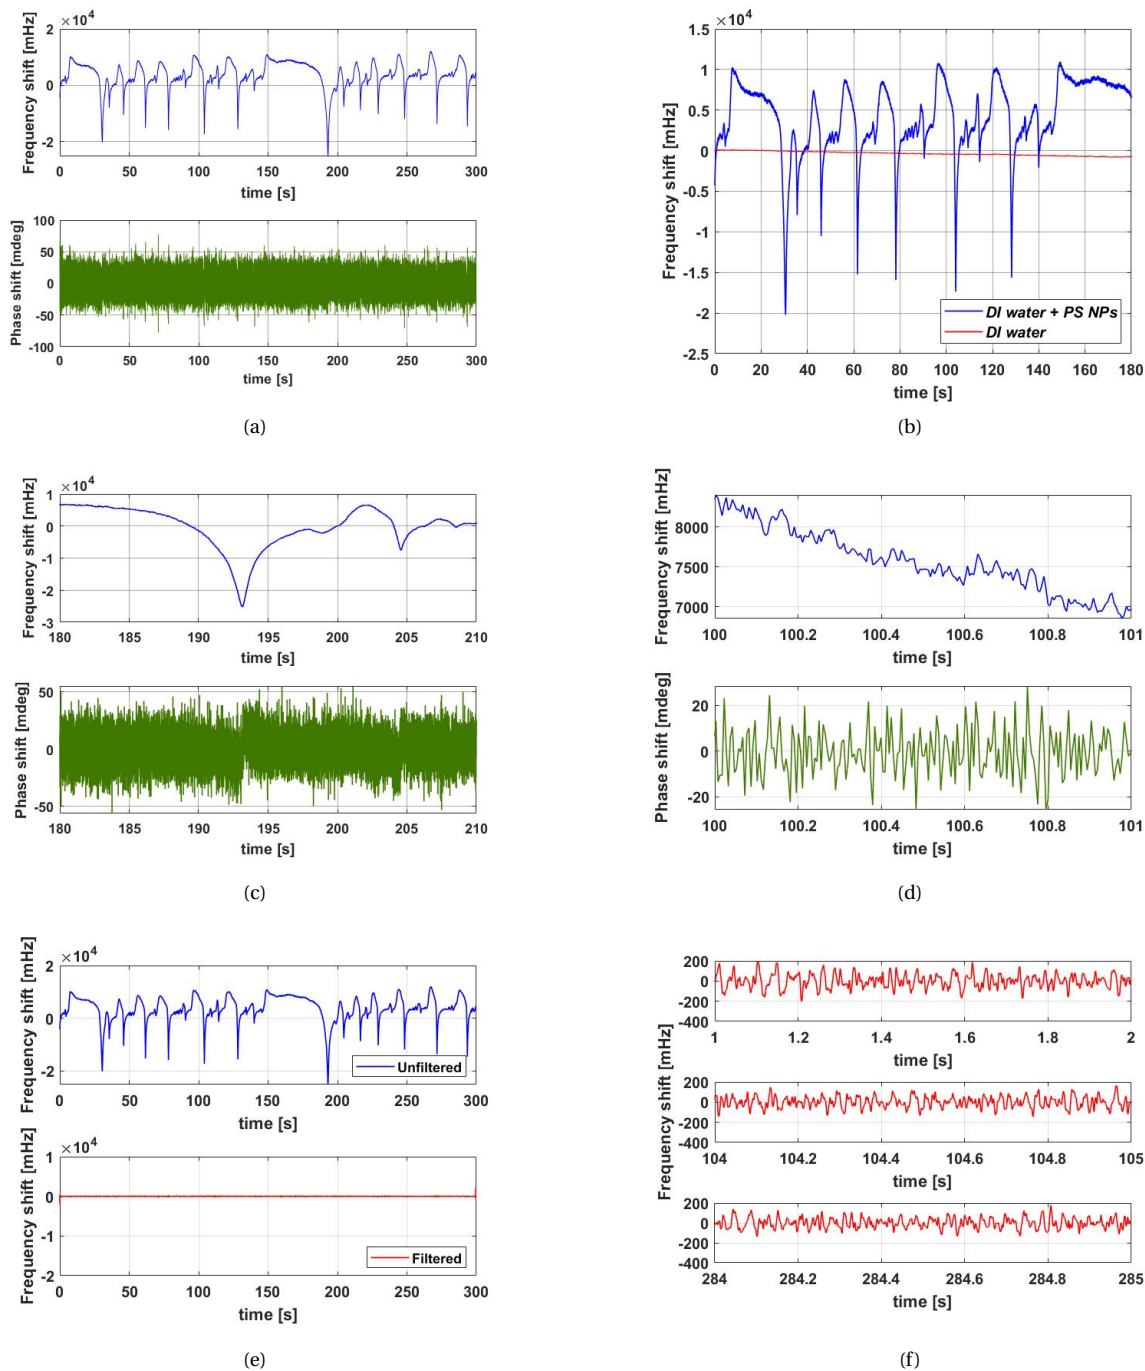 ×10⁴
Frequency shift [mHz]
2
0
-2
0 50 100 150 200 250 300
time [s]
Phase shift [mdeg]
100
50
0
-50
-100
0 50 100 150 200 250 300
time [s]
(a)
×10⁴
Frequency shift [mHz]
1.5
1
0.5
0
-0.5
-1
-1.5
-2
-2.5
DI water + PS NPs
DI water
0 20 40 60 80 100 120 140 160 180
time [s]
(b)
×10⁴
Frequency shift [mHz]
1
0
-1
-2
-3
180 185 190 195 200 205 210
time [s]
Phase shift [mdeg]
50
0
-50
180 185 190 195 200 205 210
time [s]
(c)
Frequency shift [mHz]
8000
7500
7000
100 100.2 100.4 100.6 100.8 101
time [s]
Phase shift [mdeg]
20
0
-20
100 100.2 100.4 100.6 100.8 101
time [s]
(d)
×10⁴
Frequency shift [mHz]
2
0
-2
Unfiltered
0 50 100 150 200 250 300
time [s]
×10⁴
Frequency shift [mHz]
1
0
-1
-2
Filtered
0 50 100 150 200 250 300
time [s]
(e)
Frequency shift [mHz]
200
0
-200
-400
1 1.2 1.4 1.6 1.8 2
time [s]
200
0
-200
-400
104 104.2 104.4 104.6 104.8 105
time [s]
200
0
-200
-400
284 284.2 284.4 284.6 284.8 285
time [s]
(f)